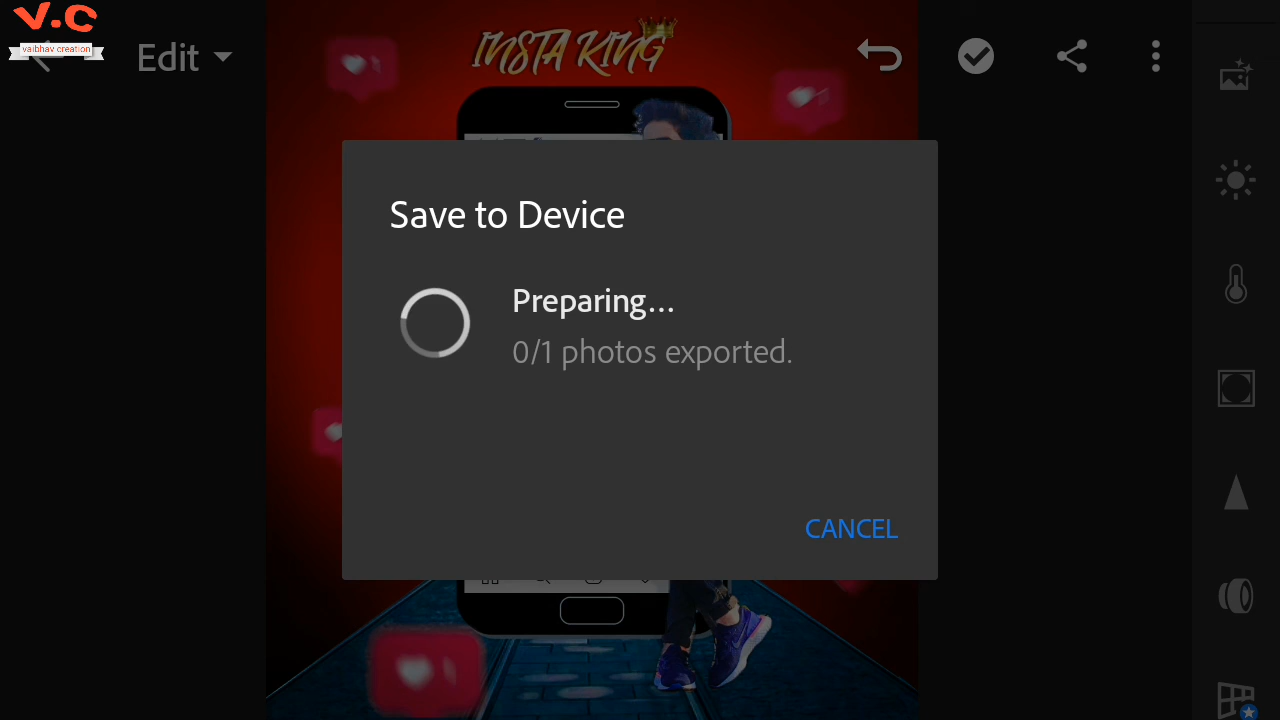 V.C
vaibhav creation
Edit
INSTA KING
Save to Device
Preparing...
0/1 photos exported.
CANCEL